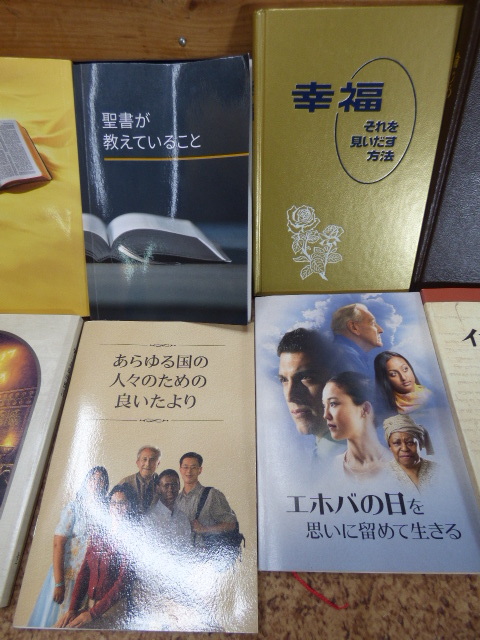 聖書が
教えていること
幸福
それを
見いだす
方法
あらゆる国の
人々のための
良いたより
エホバの日を
思いに留めて生きる
イ